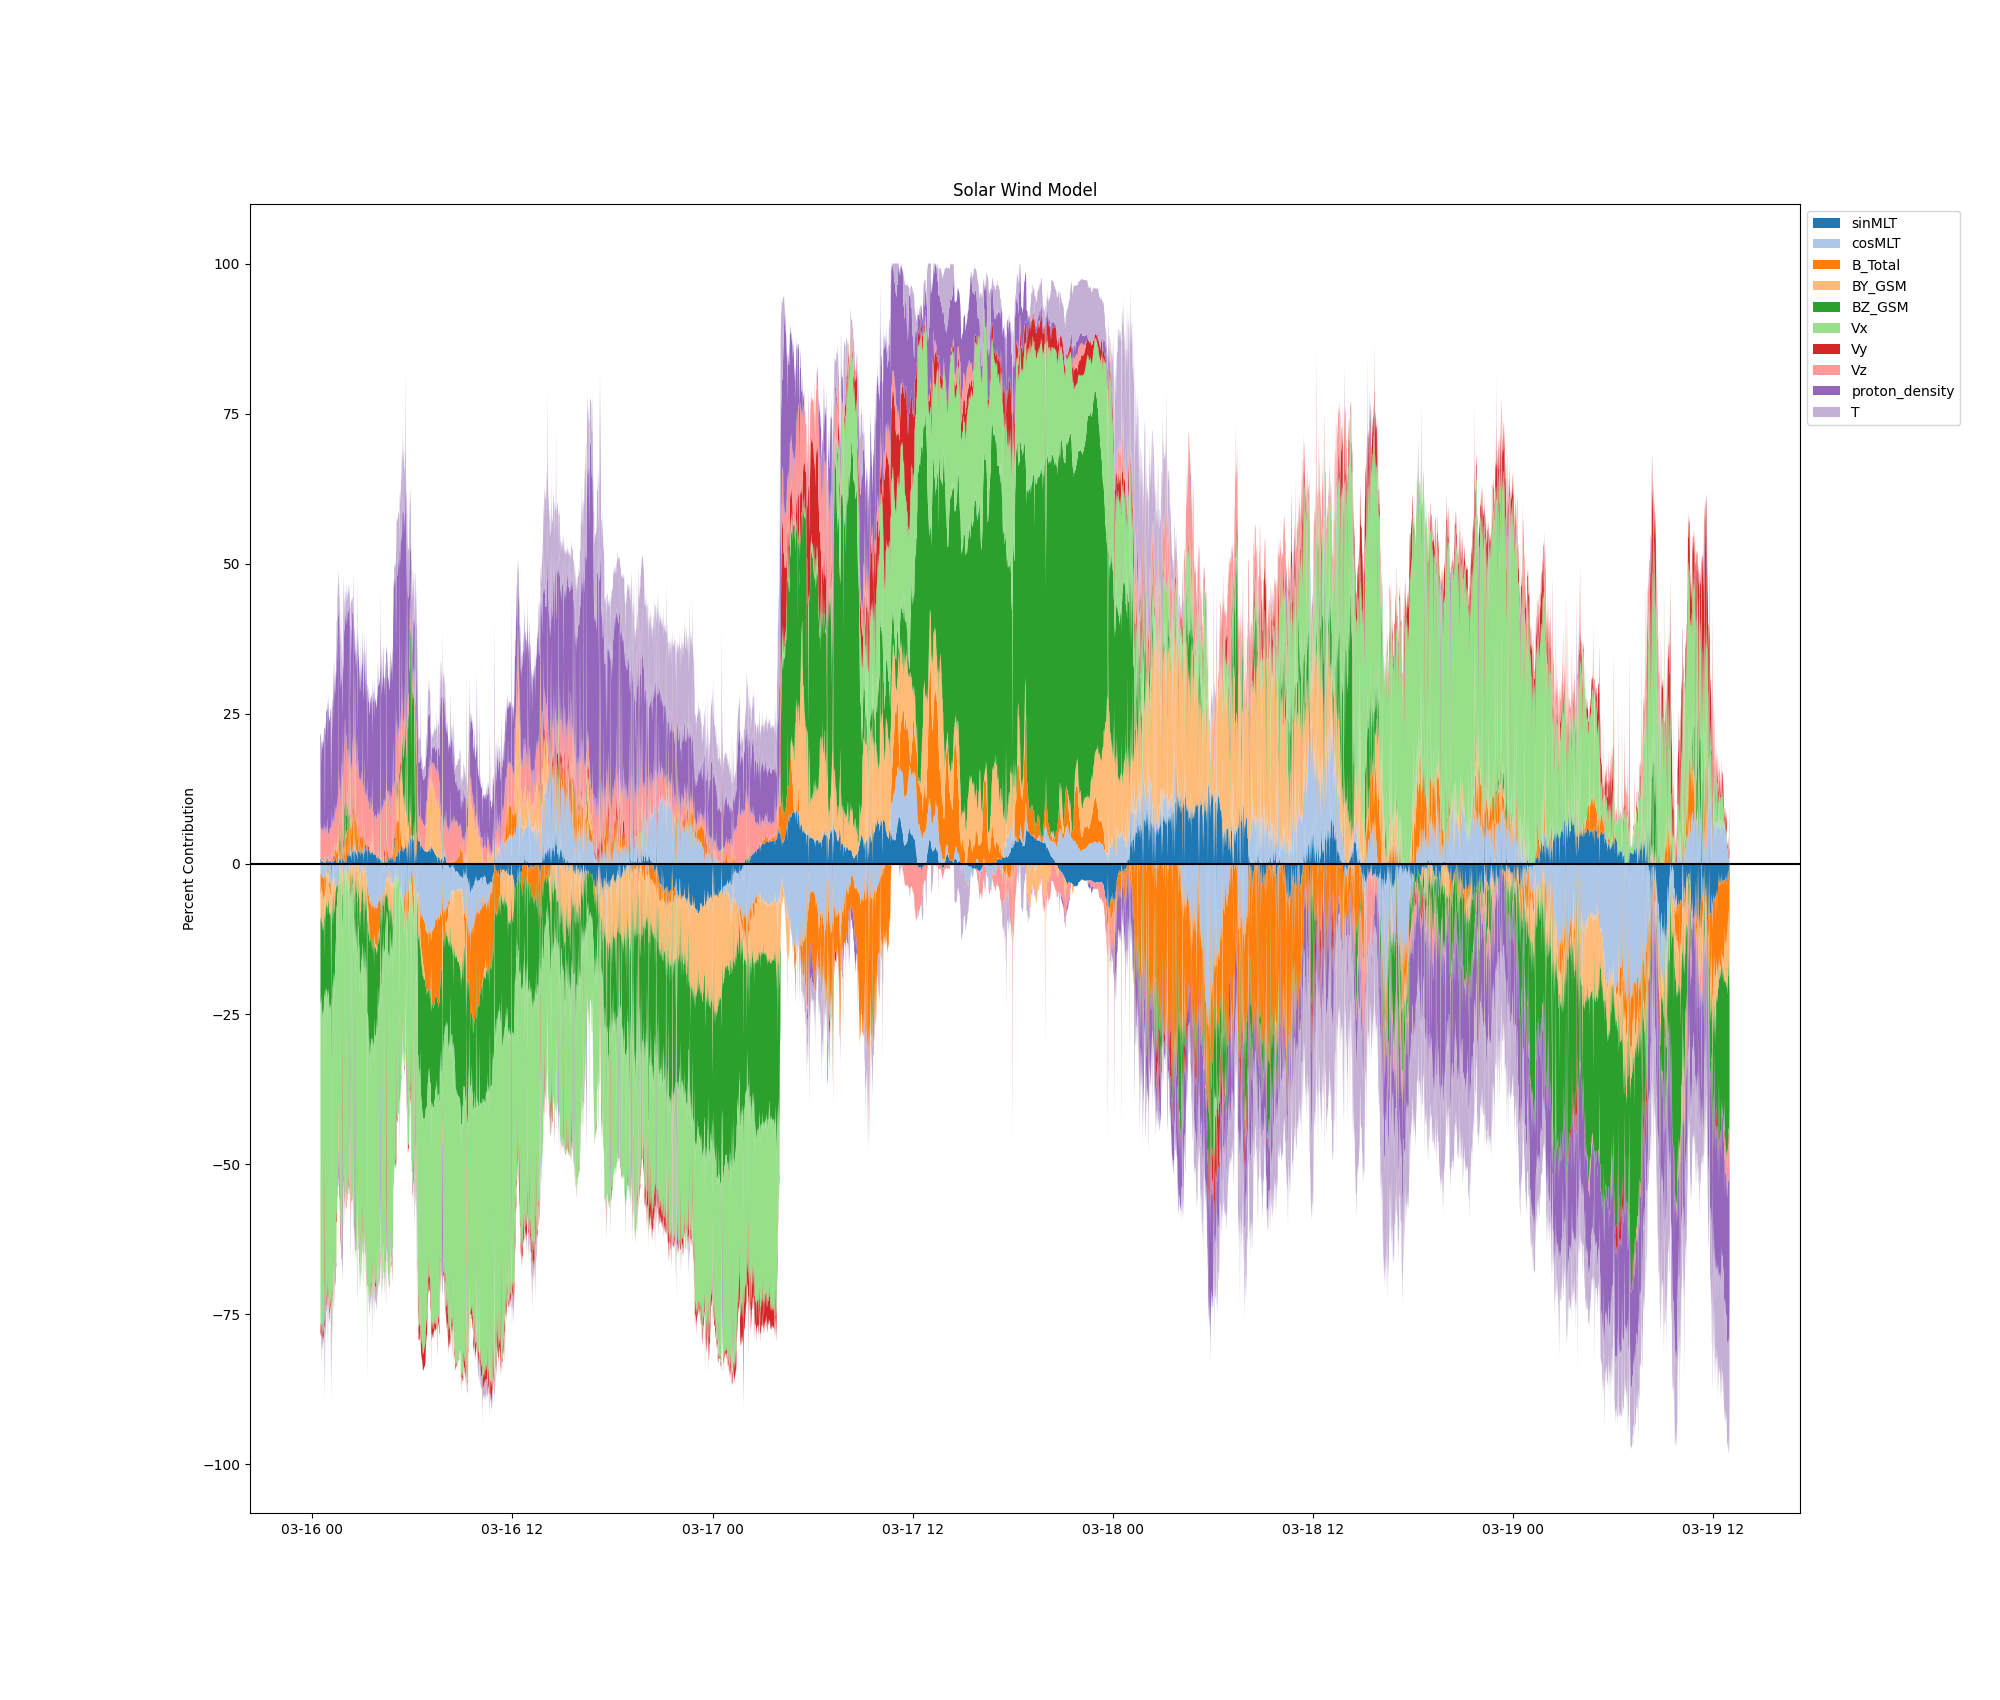 Solar Wind Model
sinMLT
cosMLT
B_Total
BY_GSM
BZ_GSM
Vx
Vy
Vz
proton_density
T
Percent Contribution
100
75
50
25
0
−25
−50
−75
−100
03-16 00
03-16 12
03-17 00
03-17 12
03-18 00
03-18 12
03-19 00
03-19 12